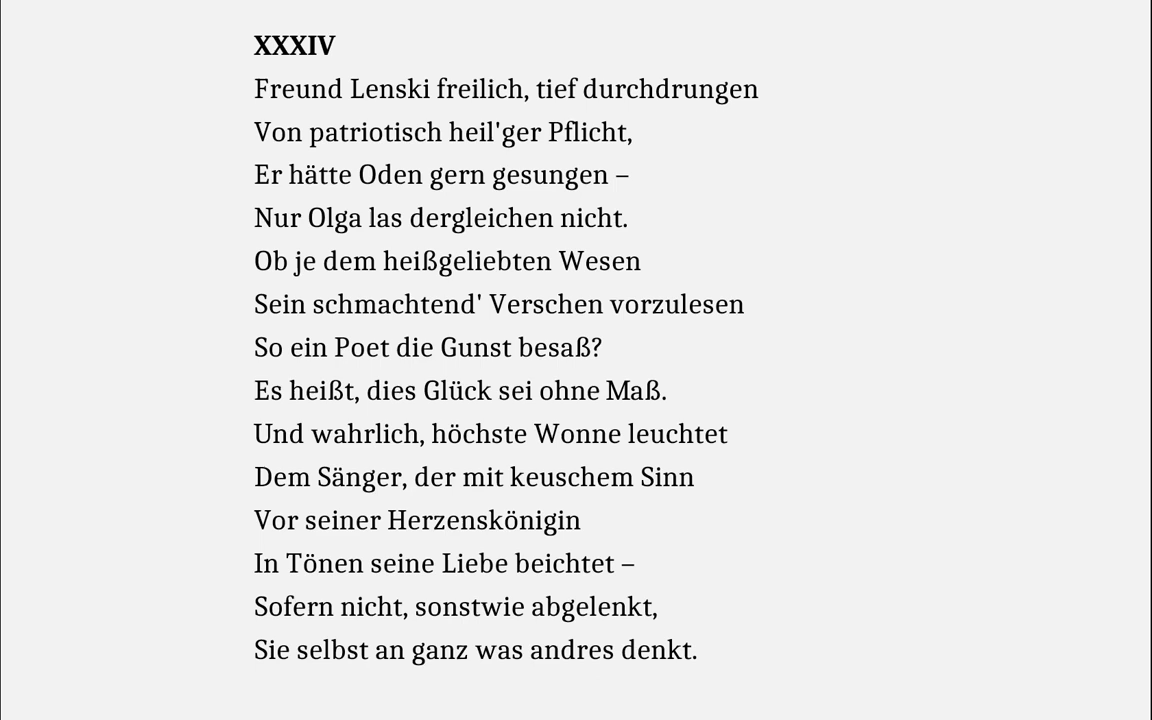 XXXIV
Freund Lenski freilich, tief durchdrungen
Von patriotisch heil'ger Pflicht,
Er hätte Oden gern gesungen –
Nur Olga las dergleichen nicht.
Ob je dem heißgeliebten Wesen
Sein schmachtend' Verschen vorzulesen
So ein Poet die Gunst besaß?
Es heißt, dies Glück sei ohne Maß.
Und wahrlich, höchste Wonne leuchtet
Dem Sänger, der mit keuschem Sinn
Vor seiner Herzenskönigin
In Tönen seine Liebe beichtet –
Sofern nicht, sonstwie abgelenkt,
Sie selbst an ganz was andres denkt.